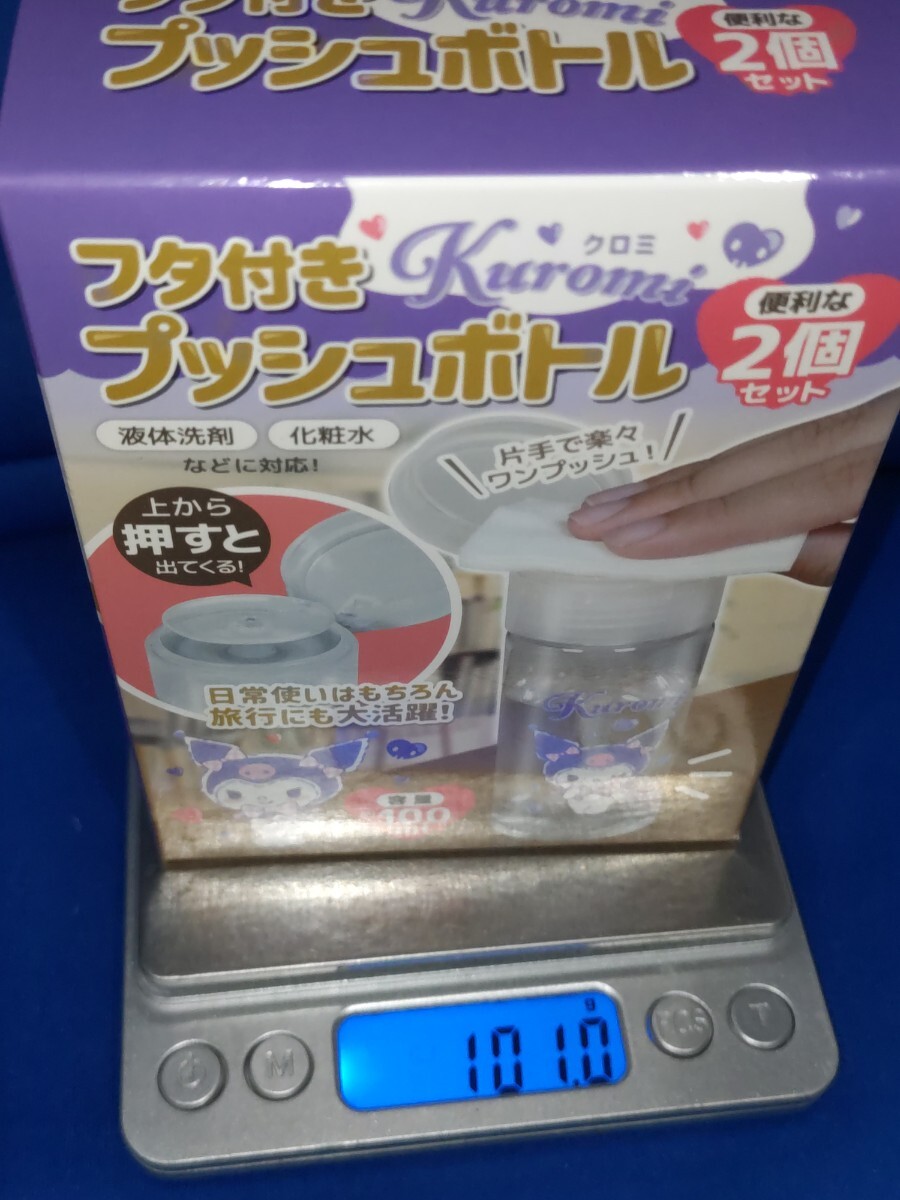 フタ付き Kuromi
プッシュボトル
便利な
2個
セット
フタ付き
Kuromi
クロミ
プッシュボトル
便利な
2個
セット
液体洗剤
化粧水
などに対応!
片手で楽々
ワンプッシュ!
上から
押すと
出てくる!
日常使いはもちろん
旅行にも大活躍!
Kuromi
容量
100
g
101.0
M
PCS
T